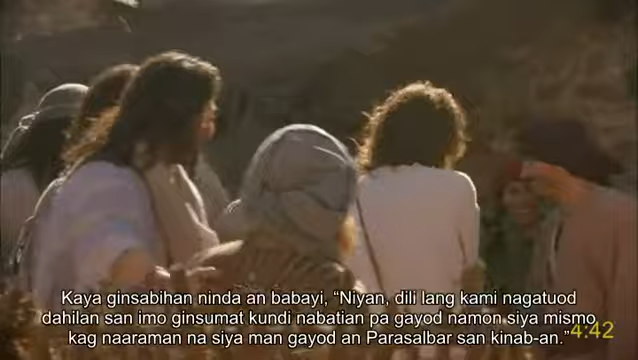 Kaya ginsabihan ninda an babayi, “Niyan, dili lang kami nagatuod
dahilan san imo ginsumat kundi nabatian pa gayod namon siya mismo
kag naaraman na siya man gayod an Parasalbar san kinab-an.”
4:42